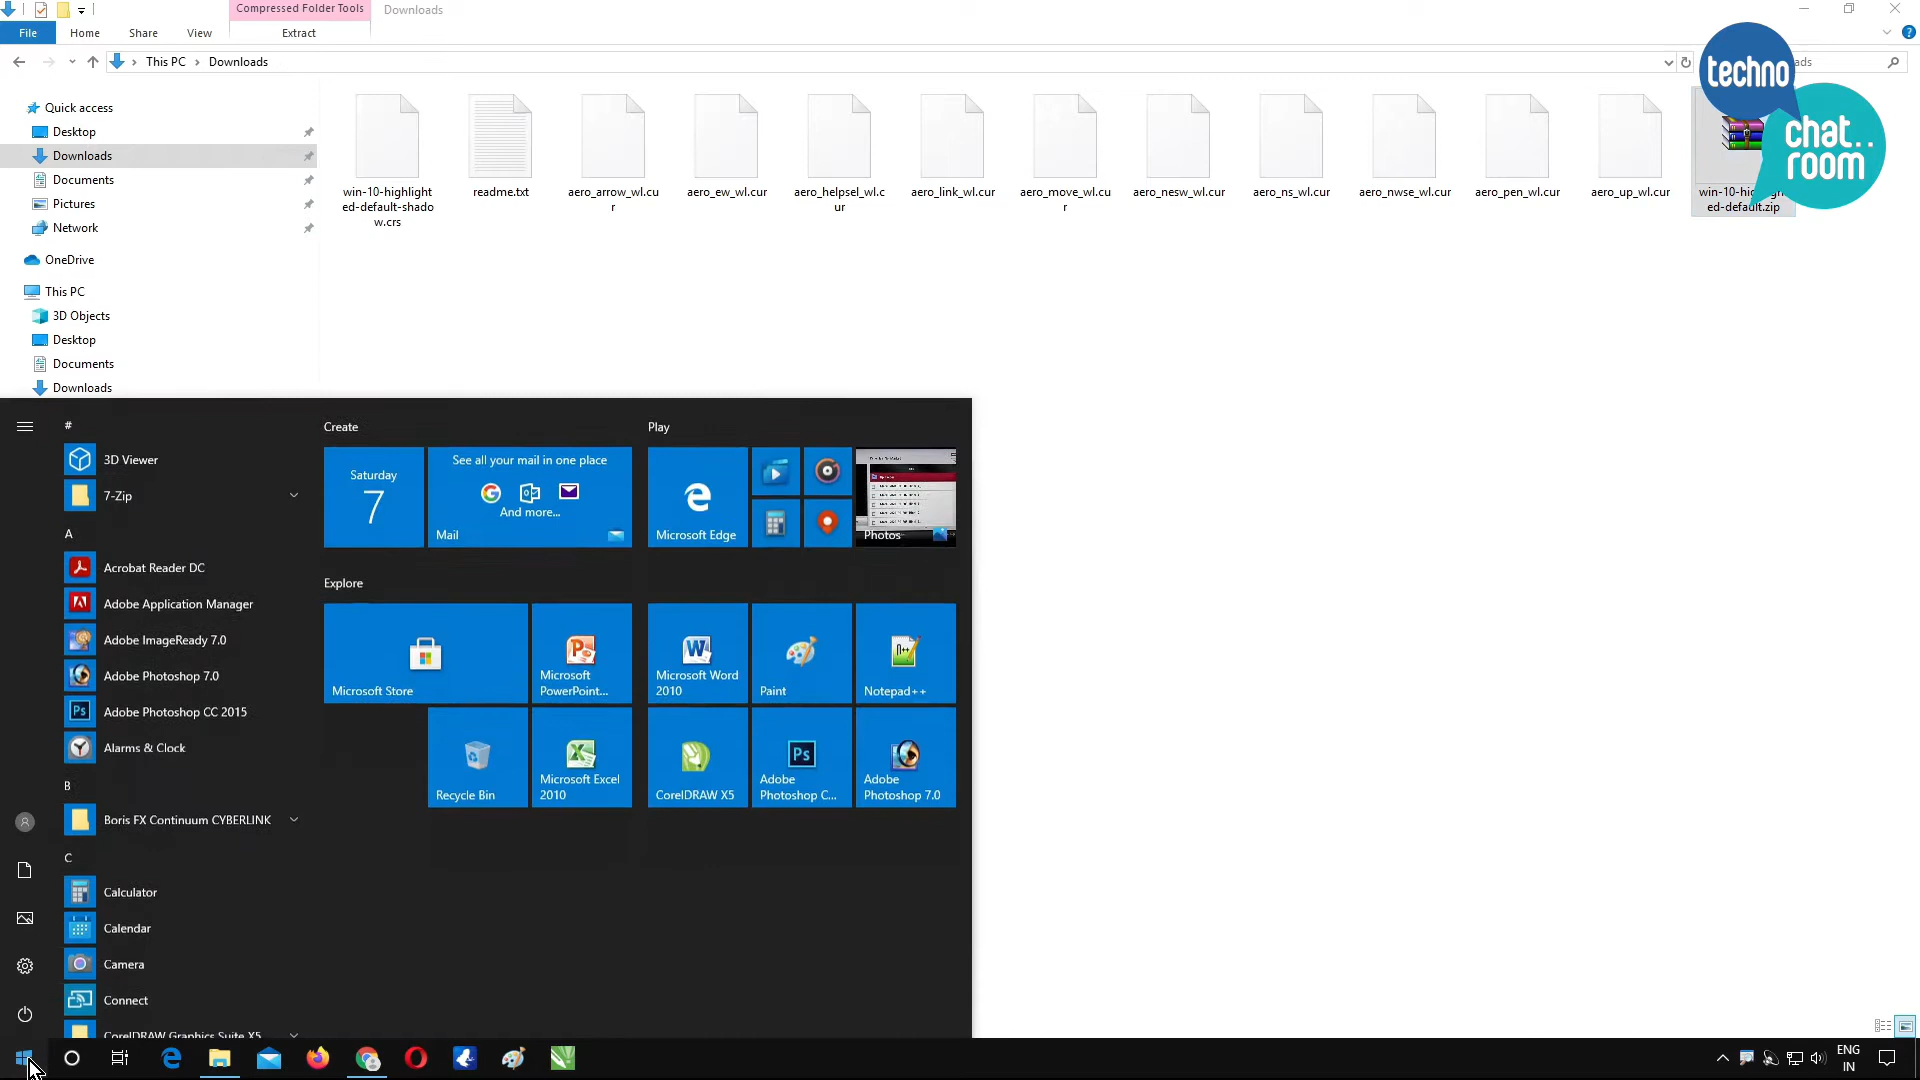 Compressed Folder Tools
Downloads
File
Home
Share
View
Extract
This PC
Downloads
Quick access
Desktop
Downloads
Documents
Pictures
Network
OneDrive
This PC
3D Objects
Desktop
Documents
Downloads
win-10-highlight
ed-default-shado
w.crs
readme.txt
aero_arrow_wl.cu
r
aero_ew_wl.cur
aero_helpsel_wl.c
ur
aero_link_wl.cur
aero_move_wl.cu
r
aero_nesw_wl.cur
aero_ns_wl.cur
aero_nwse_wl.cur
aero_pen_wl.cur
aero_up_wl.cur
ed-default.zip
techno
chat..
room
#
3D Viewer
7-Zip
A
Acrobat Reader DC
Adobe Application Manager
Adobe ImageReady 7.0
Adobe Photoshop 7.0
Adobe Photoshop CC 2015
Alarms & Clock
B
Boris FX Continuum CYBERLINK
C
Calculator
Calendar
Camera
Connect
CorelDRAW Graphics Suite X5
Create
Saturday
7
See all your mail in one place
And more...
Mail
Play
Microsoft Edge
Photos
Explore
Microsoft Store
Microsoft
PowerPoint...
Microsoft Word
2010
Paint
Notepad++
Recycle Bin
Microsoft Excel
2010
CorelDRAW X5
Ps
Adobe
Photoshop C...
Adobe
Photoshop 7.0
ENG
IN